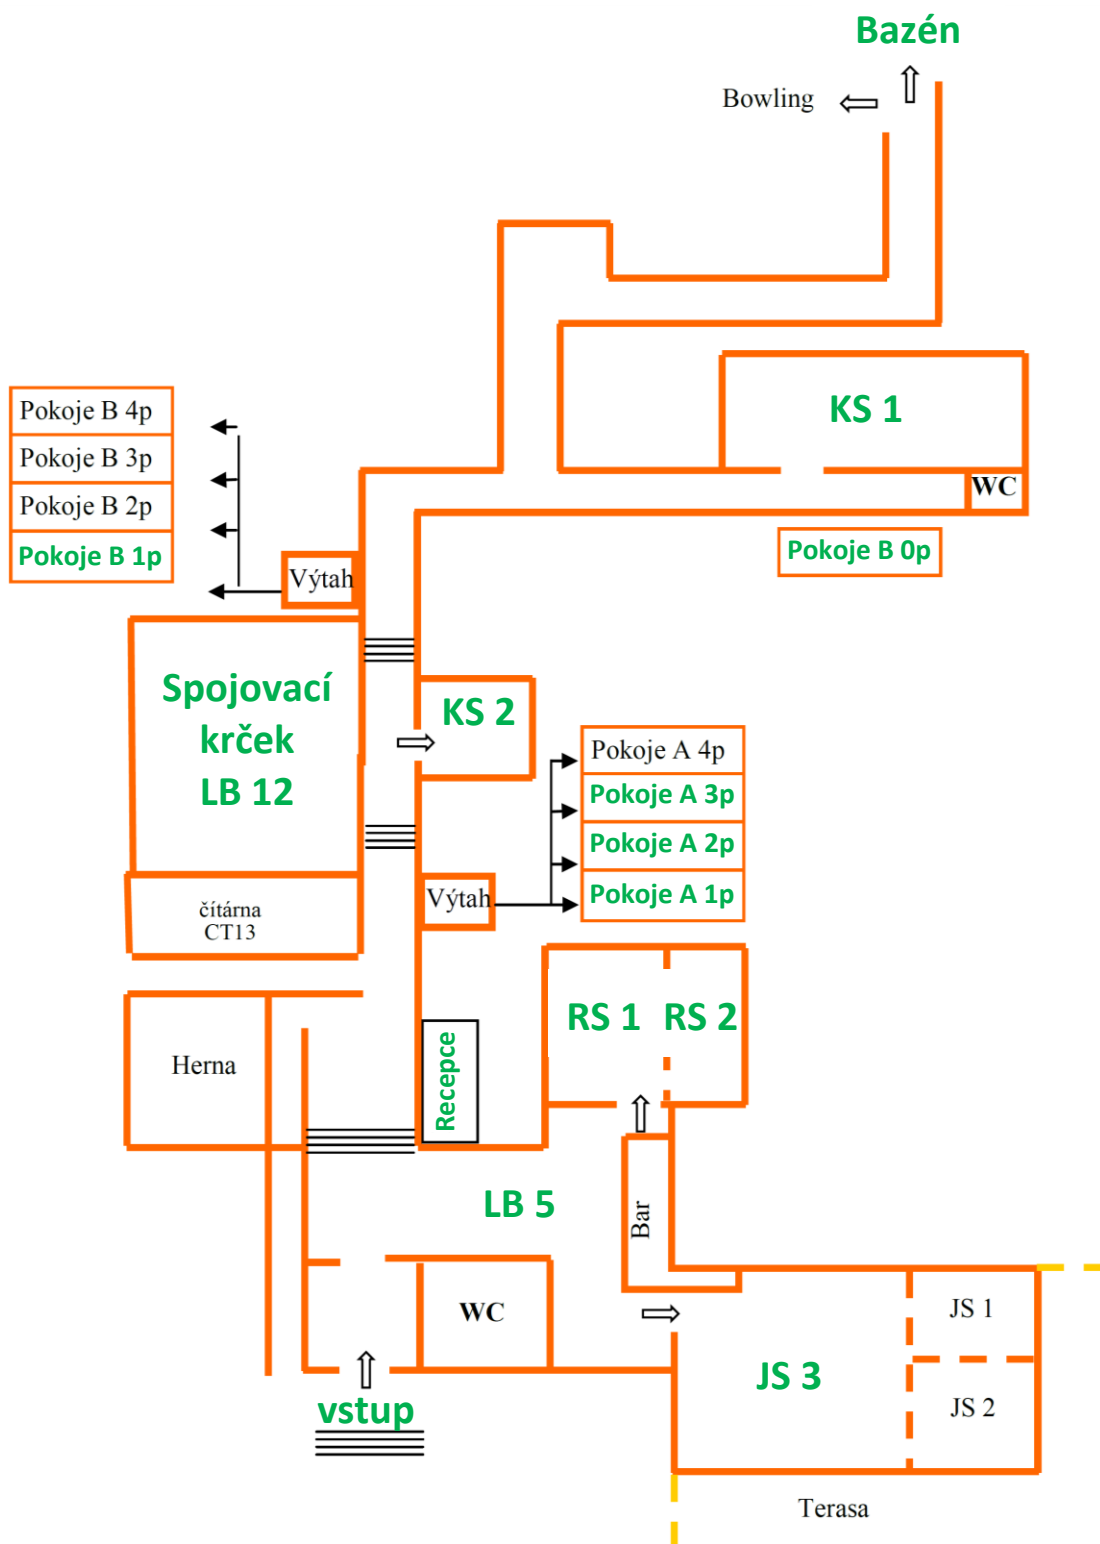 Bazén
Bowling
KS 1
WC
Pokoje B 4p
Pokoje B 3p
Pokoje B 2p
Pokoje B 1p
Pokoje B 0p
Výtah
Spojovací
krček
LB 12
KS 2
Pokoje A 4p
Pokoje A 3p
Pokoje A 2p
Pokoje A 1p
Výtah
čítárna
CT13
RS 1
RS 2
Herna
Recepce
LB 5
Bar
WC
JS 1
JS 3
JS 2
vstup
Terasa